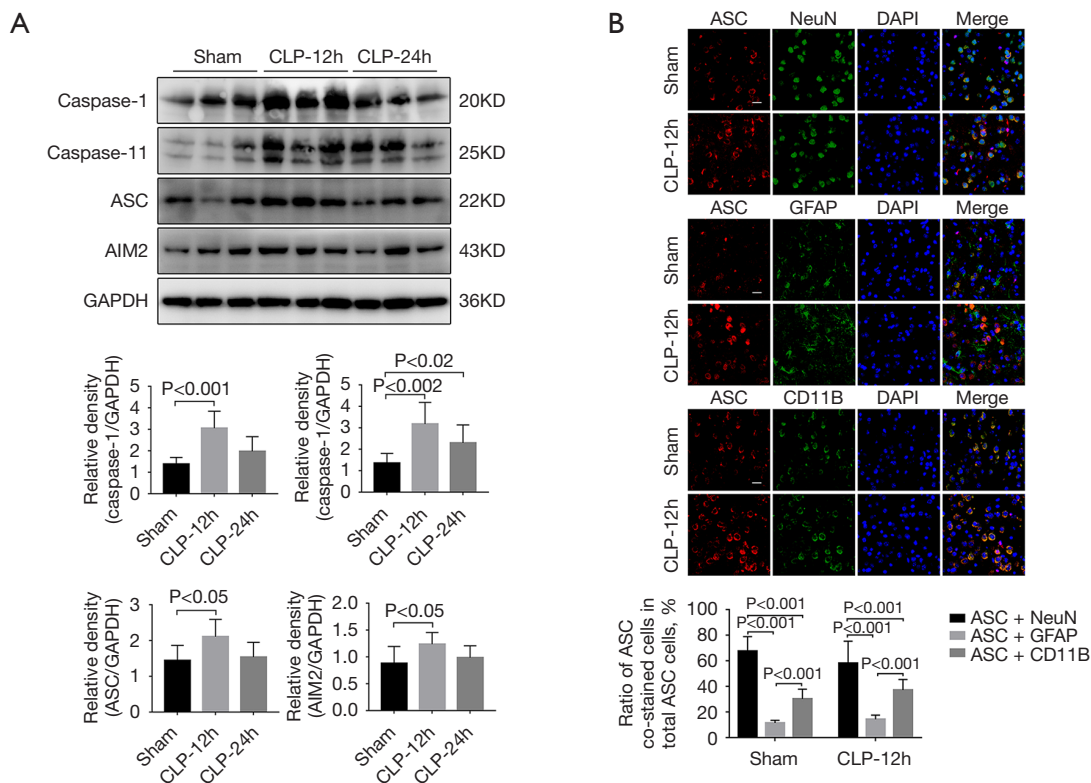 A
Sham CLP-12h CLP-24h
Caspase-1 20KD
Caspase-11 25KD
ASC 22KD
AIM2 43KD
GAPDH 36KD
Relative density
(caspase-1/GAPDH)
5
4
3
2
1
0
P<0.001
Sham
CLP-12h
CLP-24h
Relative density
(caspase-1/GAPDH)
5
4
3
2
1
0
P<0.02
P<0.002
Sham
CLP-12h
CLP-24h
Relative density
(ASC/GAPDH)
4
3
2
1
0
P<0.05
Sham
CLP-12h
CLP-24h
Relative density
(AIM2/GAPDH)
2.0
1.5
1.0
0.5
0.0
P<0.05
Sham
CLP-12h
CLP-24h
B
ASC NeuN DAPI Merge
Sham
CLP-12h
ASC GFAP DAPI Merge
Sham
CLP-12h
ASC CD11B DAPI Merge
Sham
CLP-12h
Ratio of ASC
co-stained cells in
total ASC cells, %
100
80
60
40
20
0
P<0.001
P<0.001
P<0.001
P<0.001
P<0.001
P<0.001
Sham CLP-12h
ASC + NeuN
ASC + GFAP
ASC + CD11B